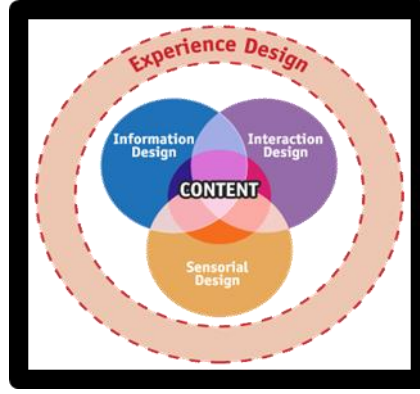 Experience Design
Information
Design
Interaction
Design
CONTENT
Sensorial
Design